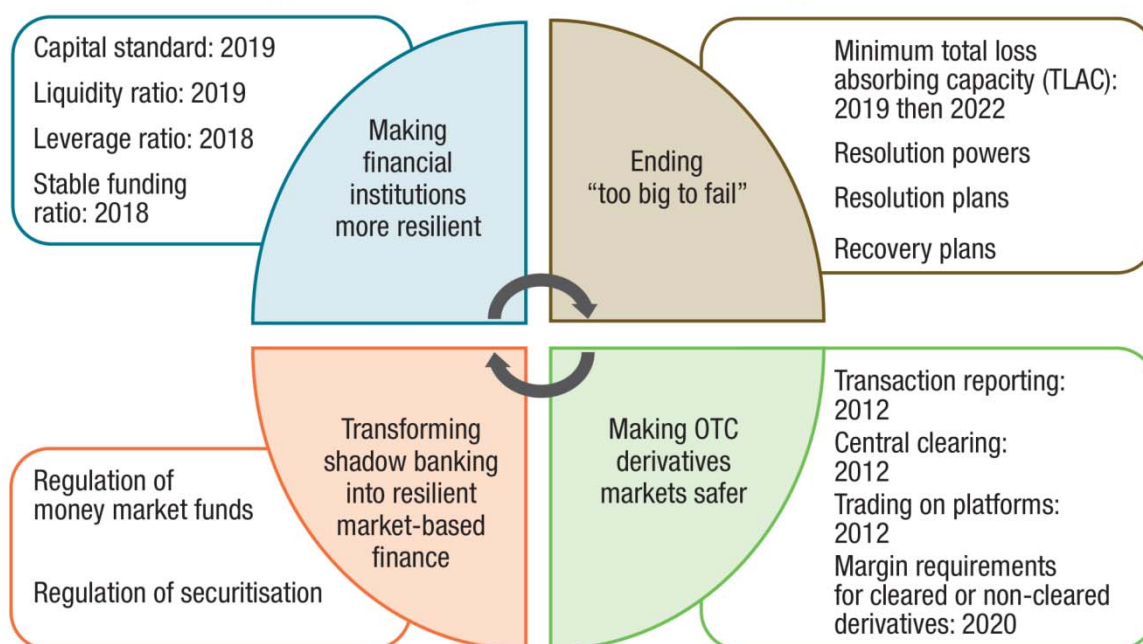 Capital standard: 2019
Liquidity ratio: 2019
Leverage ratio: 2018
Stable funding
ratio: 2018
Making
financial
institutions
more resilient
Ending
“too big to fail”
Minimum total loss
absorbing capacity (TLAC):
2019 then 2022
Resolution powers
Resolution plans
Recovery plans
Regulation of
money market funds
Regulation of securitisation
Transforming
shadow banking
into resilient
market-based
finance
Making OTC
derivatives
markets safer
Transaction reporting:
2012
Central clearing:
2012
Trading on platforms:
2012
Margin requirements
for cleared or non-cleared
derivatives: 2020